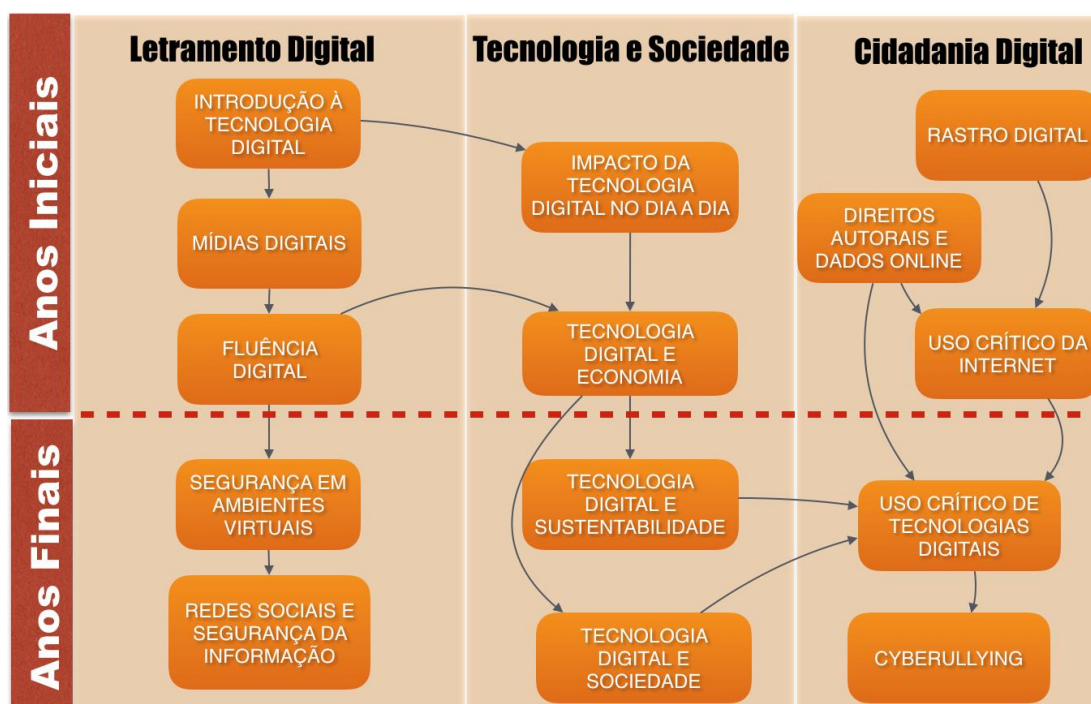 Anos Iniciais
Anos Finais
Letramento Digital
INTRODUÇÃO À
TECNOLOGIA
DIGITAL
MÍDIAS DIGITAIS
FLUÊNCIA
DIGITAL
SEGURANÇA EM
AMBIENTES
VIRTUAIS
REDES SOCIAIS E
SEGURANÇA DA
INFORMAÇÃO
Tecnologia e Sociedade
IMPACTO DA
TECNOLOGIA
DIGITAL NO DIA A DIA
TECNOLOGIA
DIGITAL E
ECONOMIA
TECNOLOGIA
DIGITAL E
SUSTENTABILIDADE
TECNOLOGIA
DIGITAL E
SOCIEDADE
Cidadania Digital
RASTRO DIGITAL
DIREITOS
AUTORAIS E
DADOS ONLINE
USO CRÍTICO DA
INTERNET
USO CRÍTICO DE
TECNOLOGIAS
DIGITAIS
CYBERULLYING